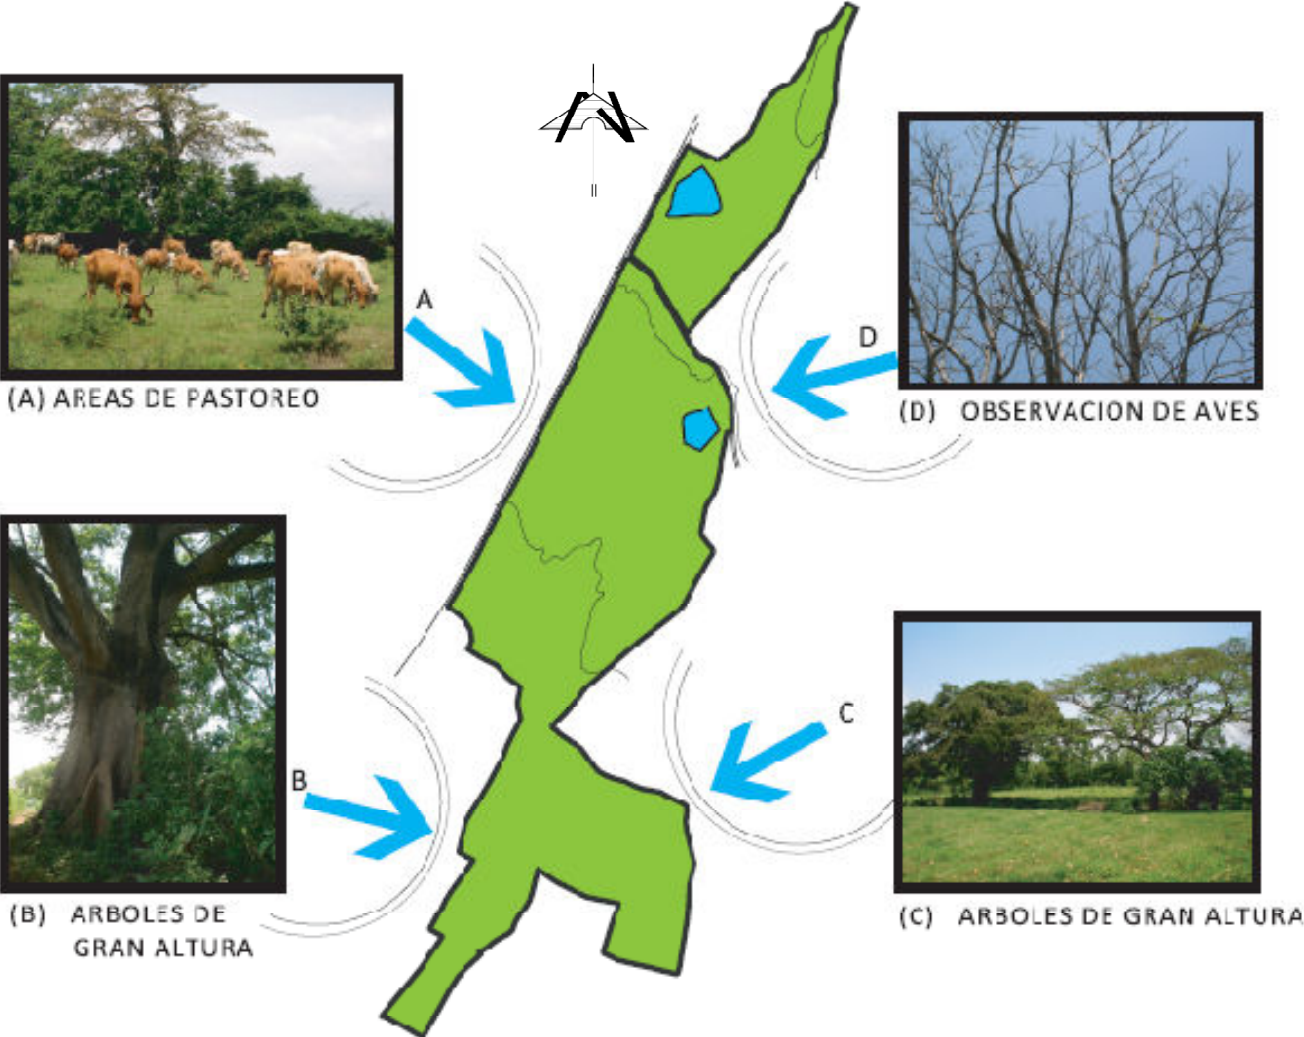 N
A
D
(A) AREAS DE PASTOREO
(D) OBSERVACION DE AVES
B
C
(B) ARBOLES DE
GRAN ALTURA
(C) ARBOLES DE GRAN ALTURA